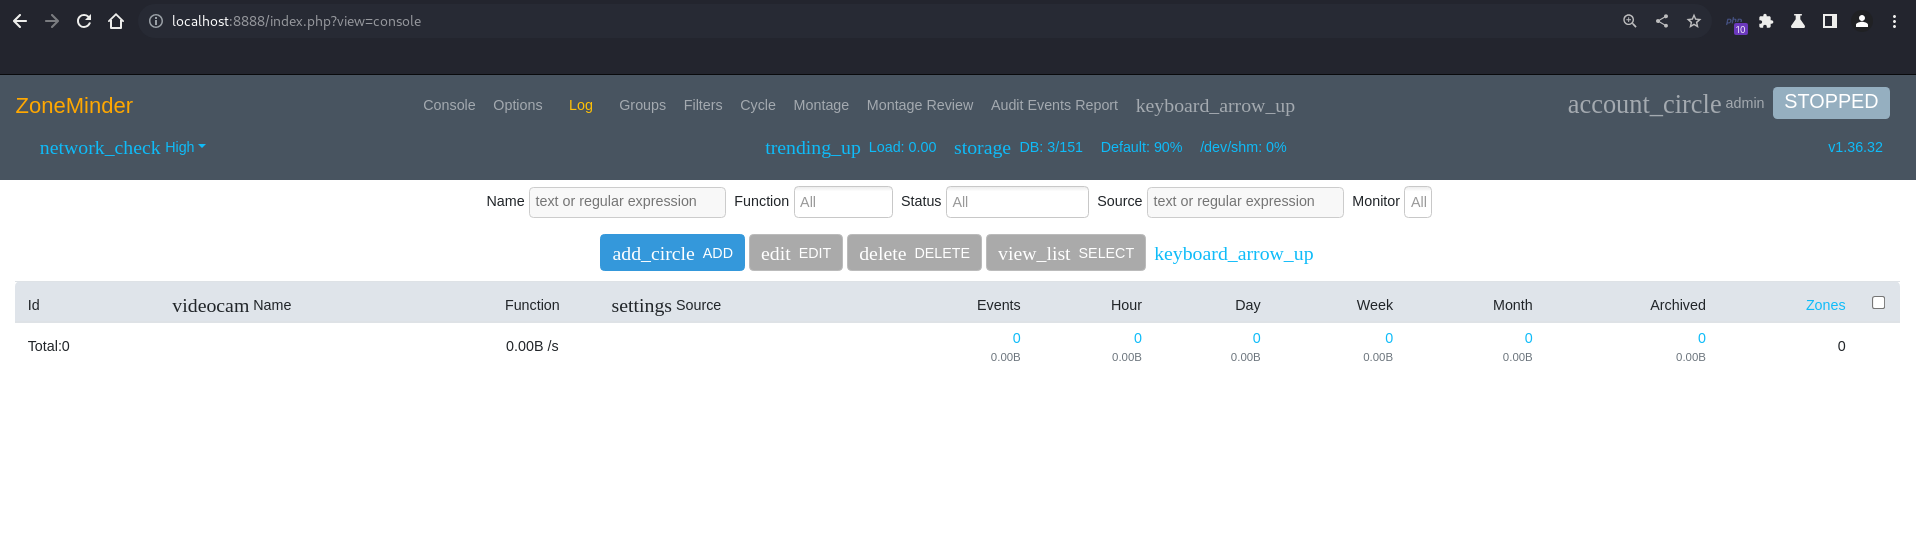 localhost:8888/index.php?view=console
php
10
ZoneMinder Console Options Log Groups Filters Cycle Montage Montage Review Audit Events Report keyboard_arrow_up account_circle admin STOPPED
network_check High trending_up Load: 0.00 storage DB: 3/151 Default: 90% /dev/shm: 0% v1.36.32
Name text or regular expression Function All Status All Source text or regular expression Monitor All
add_circle ADD edit EDIT delete DELETE view_list SELECT keyboard_arrow_up
Id videocam Name Function settings Source Events Hour Day Week Month Archived Zones
Total:0 0.00B /s 0 0 0 0 0 0 0
0.00B 0.00B 0.00B 0.00B 0.00B 0.00B